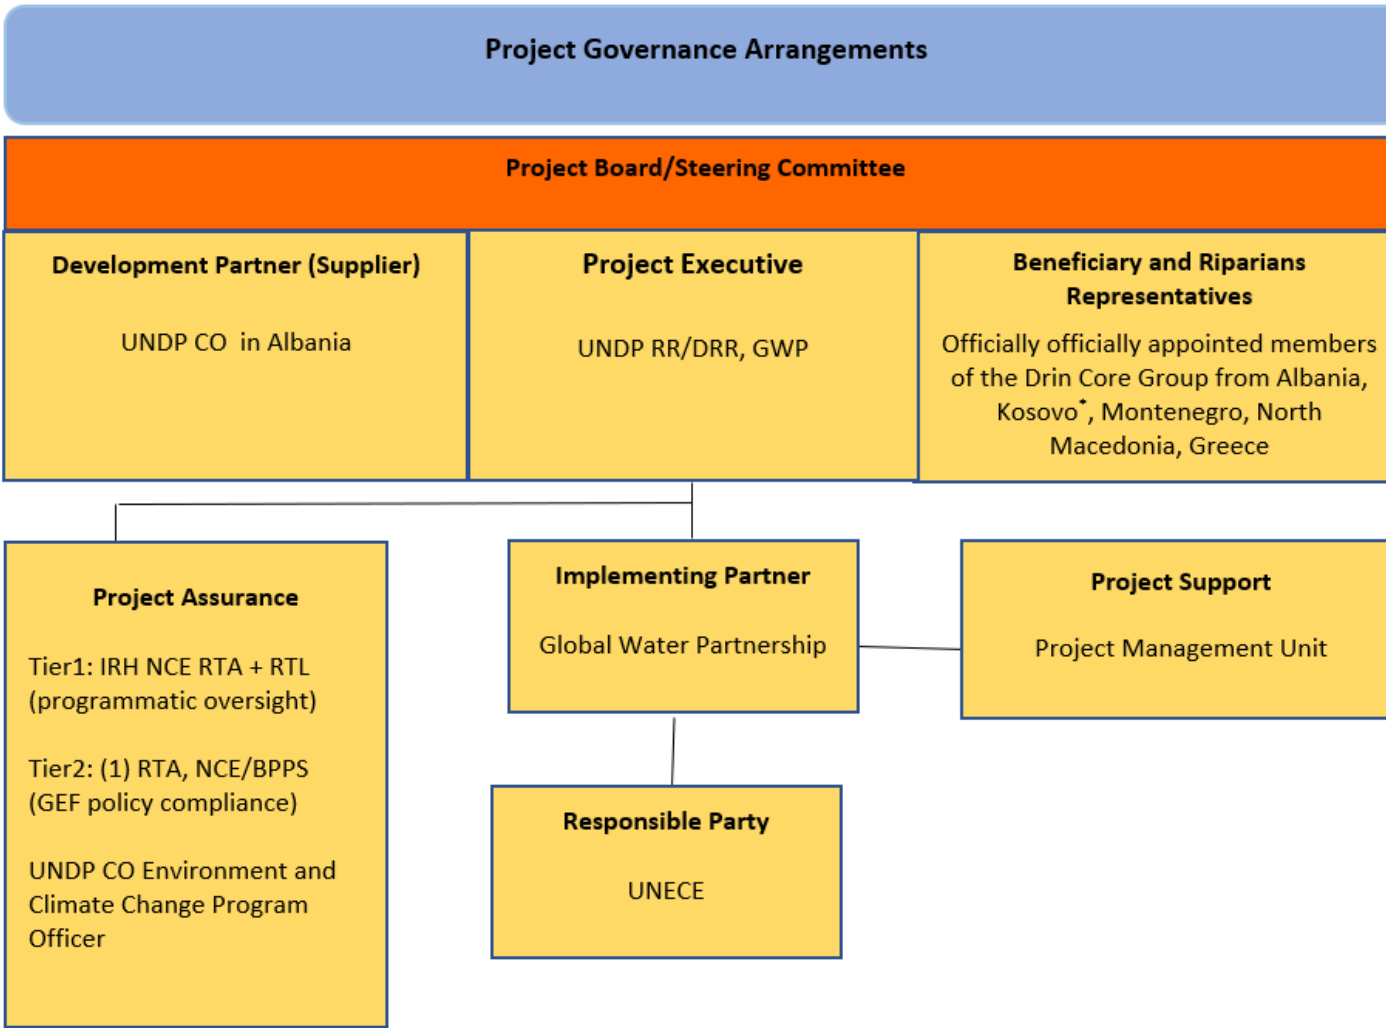 Project Governance Arrangements
Project Board/Steering Committee
Development Partner (Supplier)
UNDP CO in Albania
Project Executive
UNDP RR/DRR, GWP
Beneficiary and Riparians
Representatives
Officially officially appointed members
of the Drin Core Group from Albania,
Kosovo*, Montenegro, North
Macedonia, Greece
Project Assurance
Tier1: IRH NCE RTA + RTL
(programmatic oversight)
Tier2: (1) RTA, NCE/BPPS
(GEF policy compliance)
UNDP CO Environment and
Climate Change Program
Officer
Implementing Partner
Global Water Partnership
Project Support
Project Management Unit
Responsible Party
UNECE